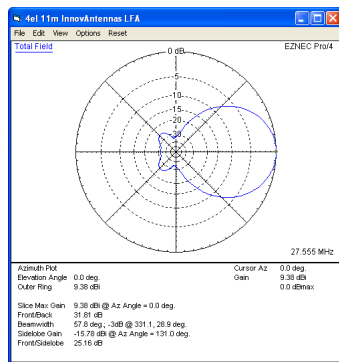 4el 11m InnovAntennas LFA
File Edit View Options Reset
Total Field
EZNEC Pro/4
0 dB
-5
-10
-15
-20
-30
27.555 MHz
Azimuth Plot
Elevation Angle 0.0 deg.
Outer Ring 9.38 dBi
Cursor Az 0.0 deg.
Gain 9.38 dBi
0.0 dBmax
Slice Max Gain 9.38 dBi @ Az Angle = 0.0 deg.
Front/Back 31.81 dB
Beamwidth 57.8 deg.; -3dB @ 331.1, 28.9 deg.
Sidelobe Gain -15.78 dBi @ Az Angle = 131.0 deg.
Front/Sidelobe 25.16 dB